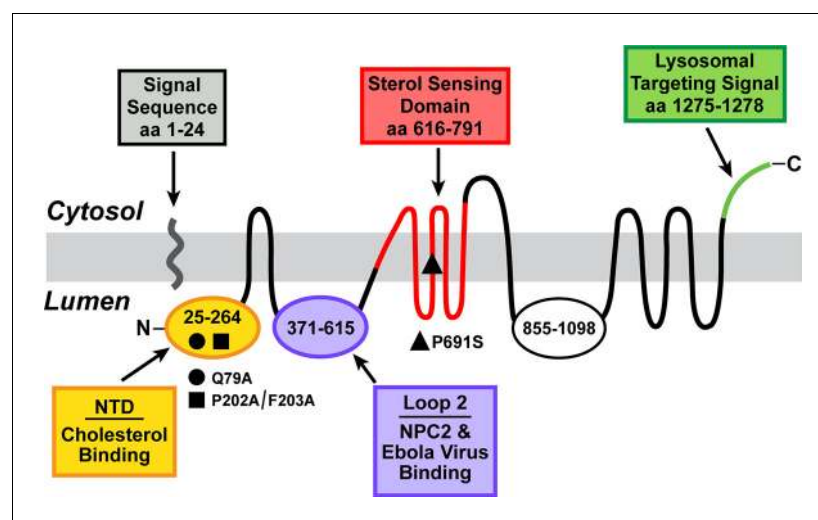 Signal
Sequence
aa 1-24
Sterol Sensing
Domain
aa 616-791
Lysosomal
Targeting Signal
aa 1275-1278
C
Cytosol
Lumen
N
25-264
371-615
855-1098
P691S
Q79A
P202A/F203A
NTD
Cholesterol
Binding
Loop 2
NPC2 &
Ebola Virus
Binding